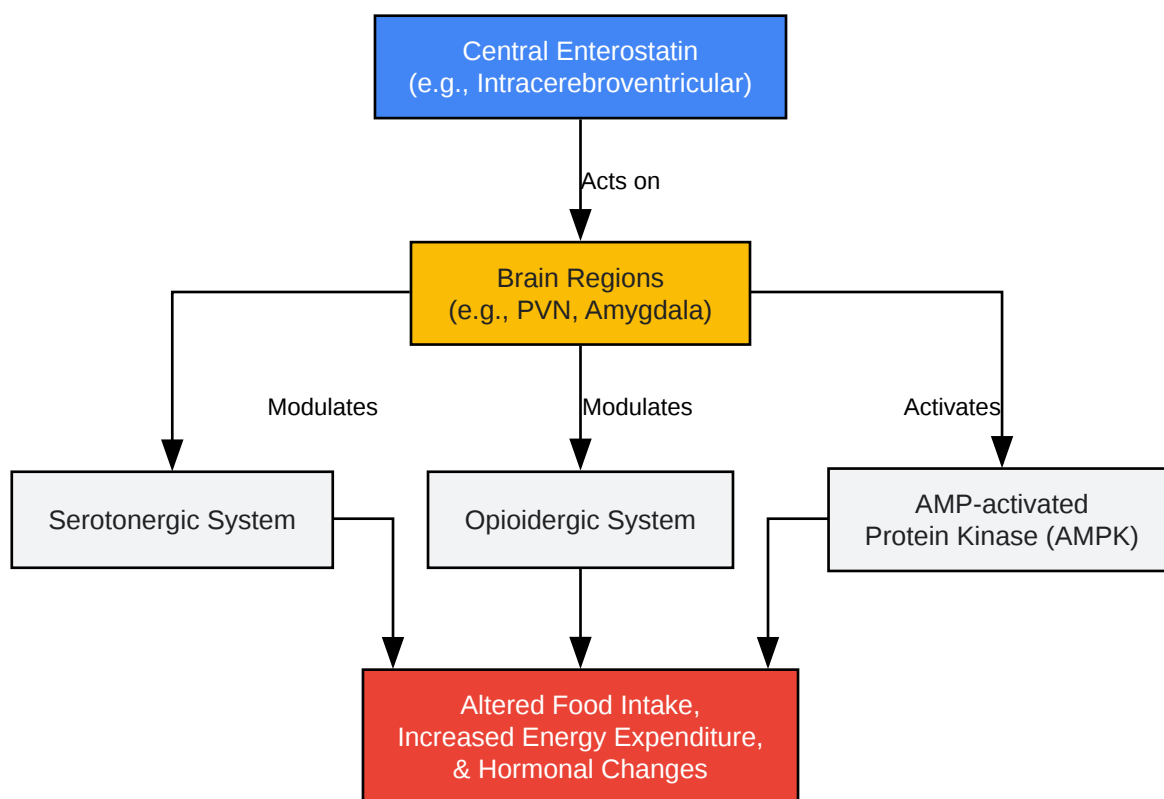 Central Enterostatin
(e.g., Intracerebroventricular)
Acts on
Brain Regions
(e.g., PVN, Amygdala)
Modulates
Modulates
Activates
Serotonergic System
Opioidergic System
AMP-activated
Protein Kinase (AMPK)
Altered Food Intake,
Increased Energy Expenditure,
& Hormonal Changes